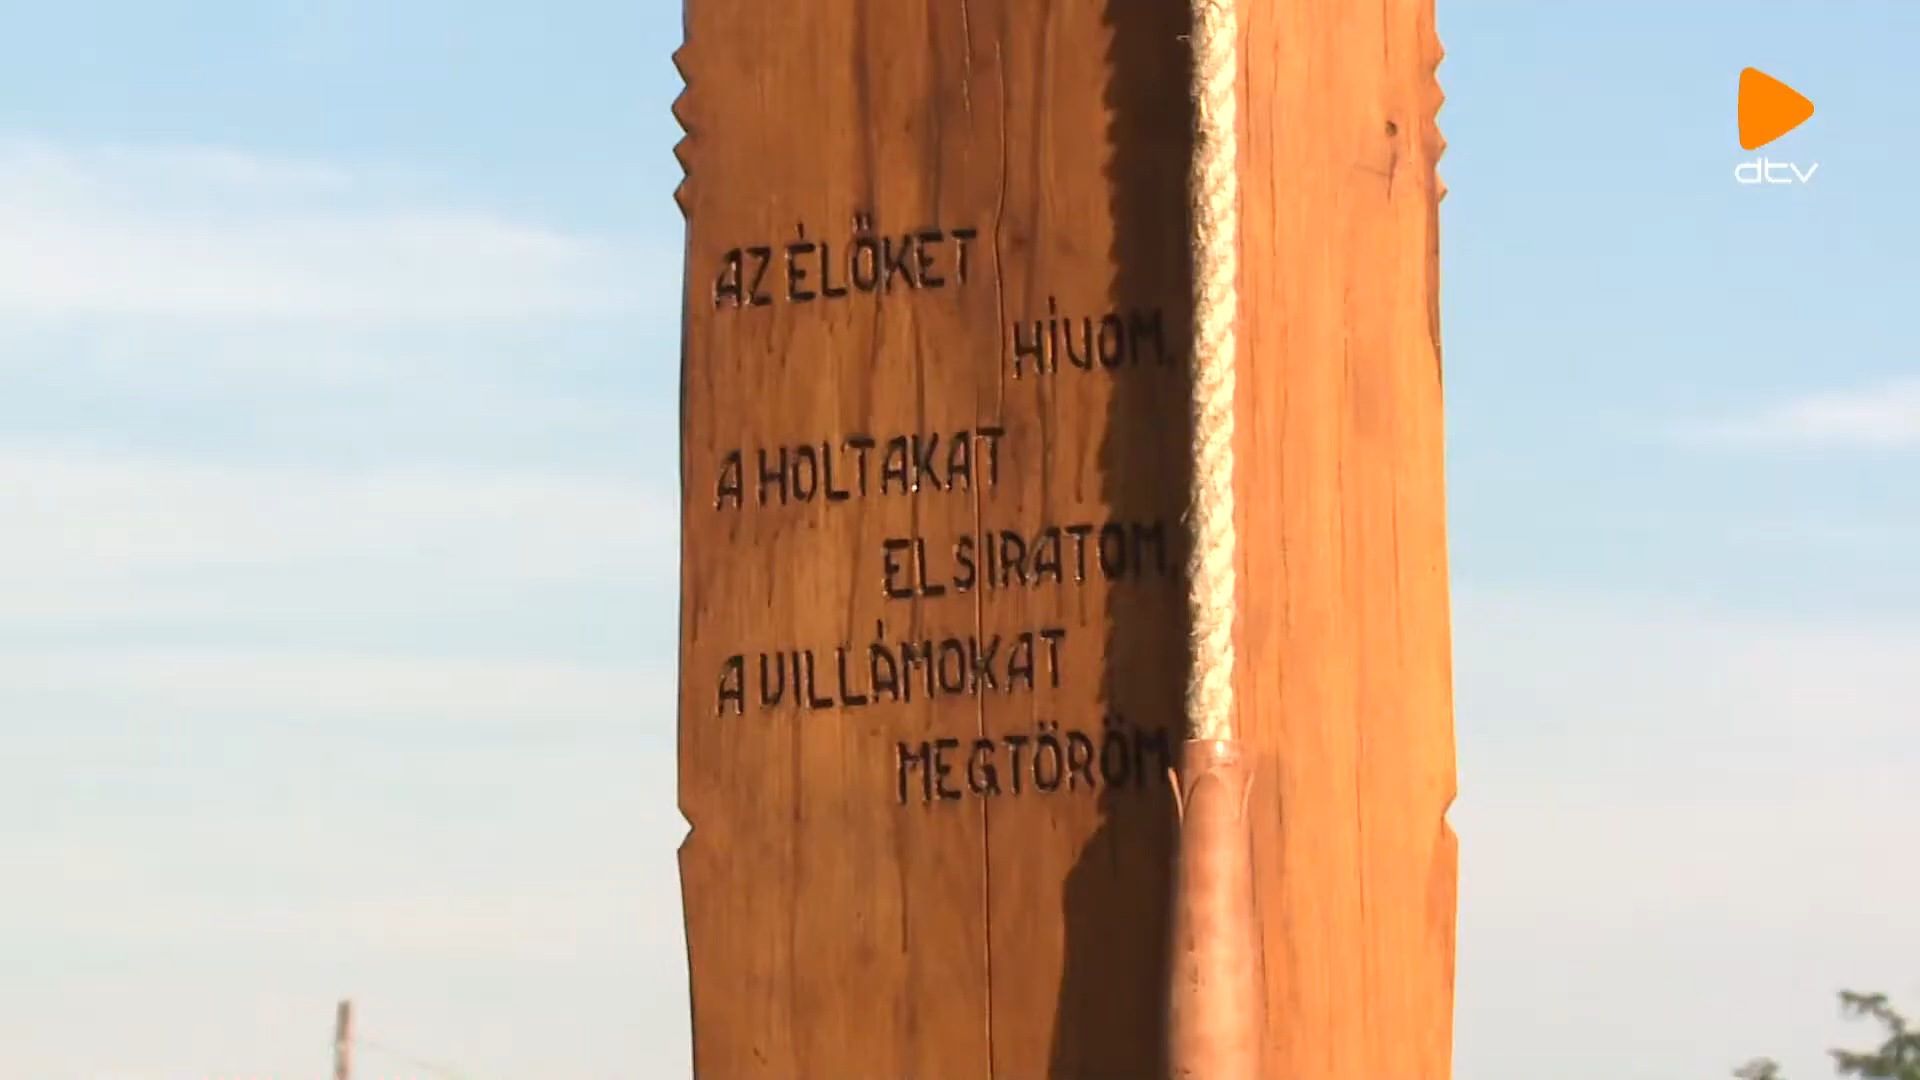 AZ ÉLŐKET
HÍVOM,
A HOLTAKAT
ELSIRATOM,
A VILLÁMOKAT
MEGTÖRÖM
dtv